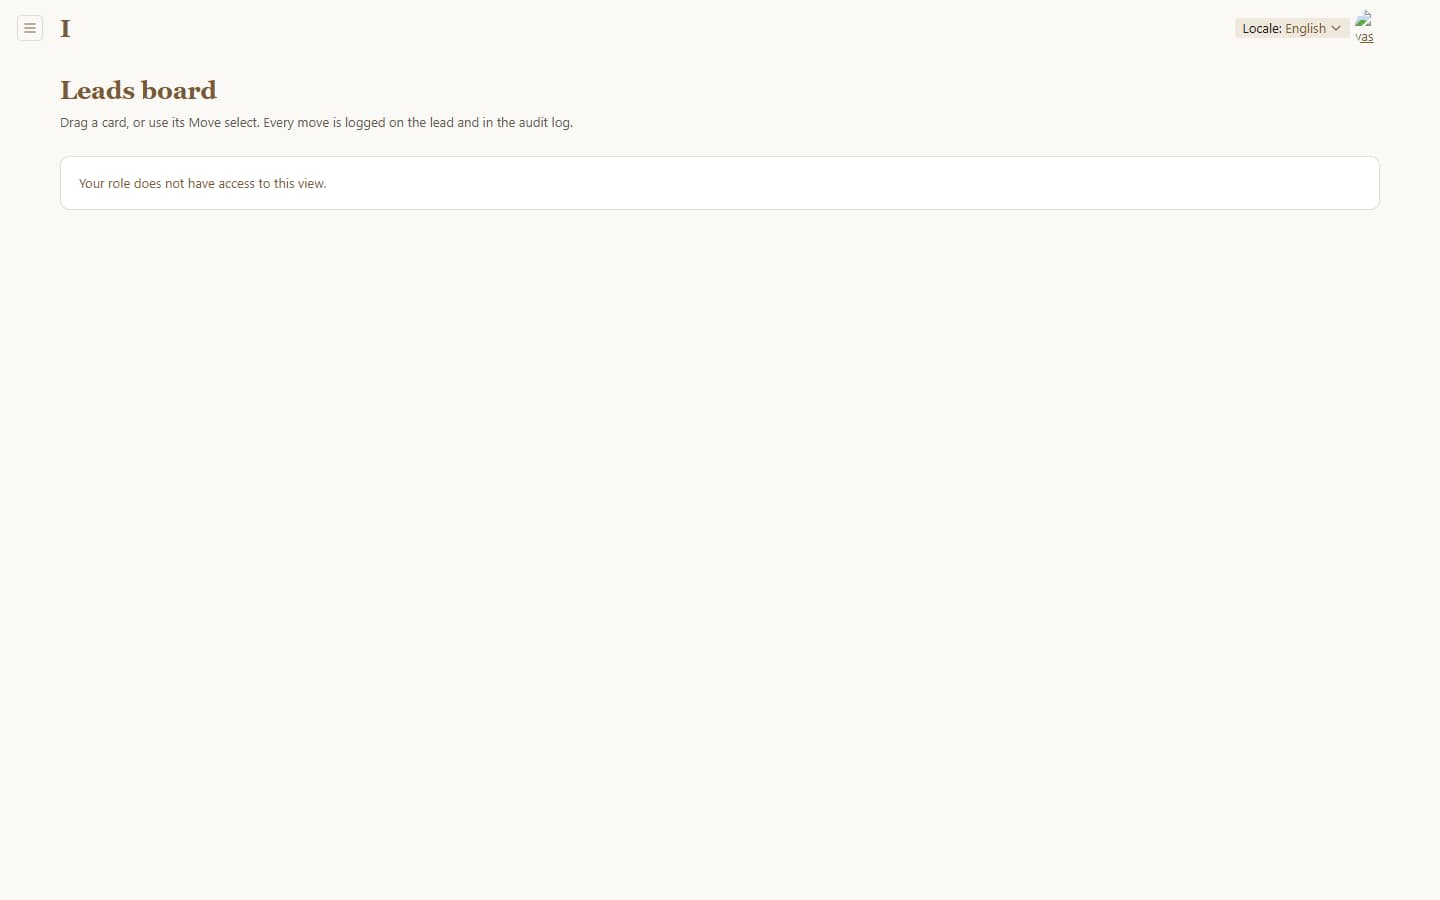 I
Locale: English
vas
Leads board
Drag a card, or use its Move select. Every move is logged on the lead and in the audit log.
Your role does not have access to this view.